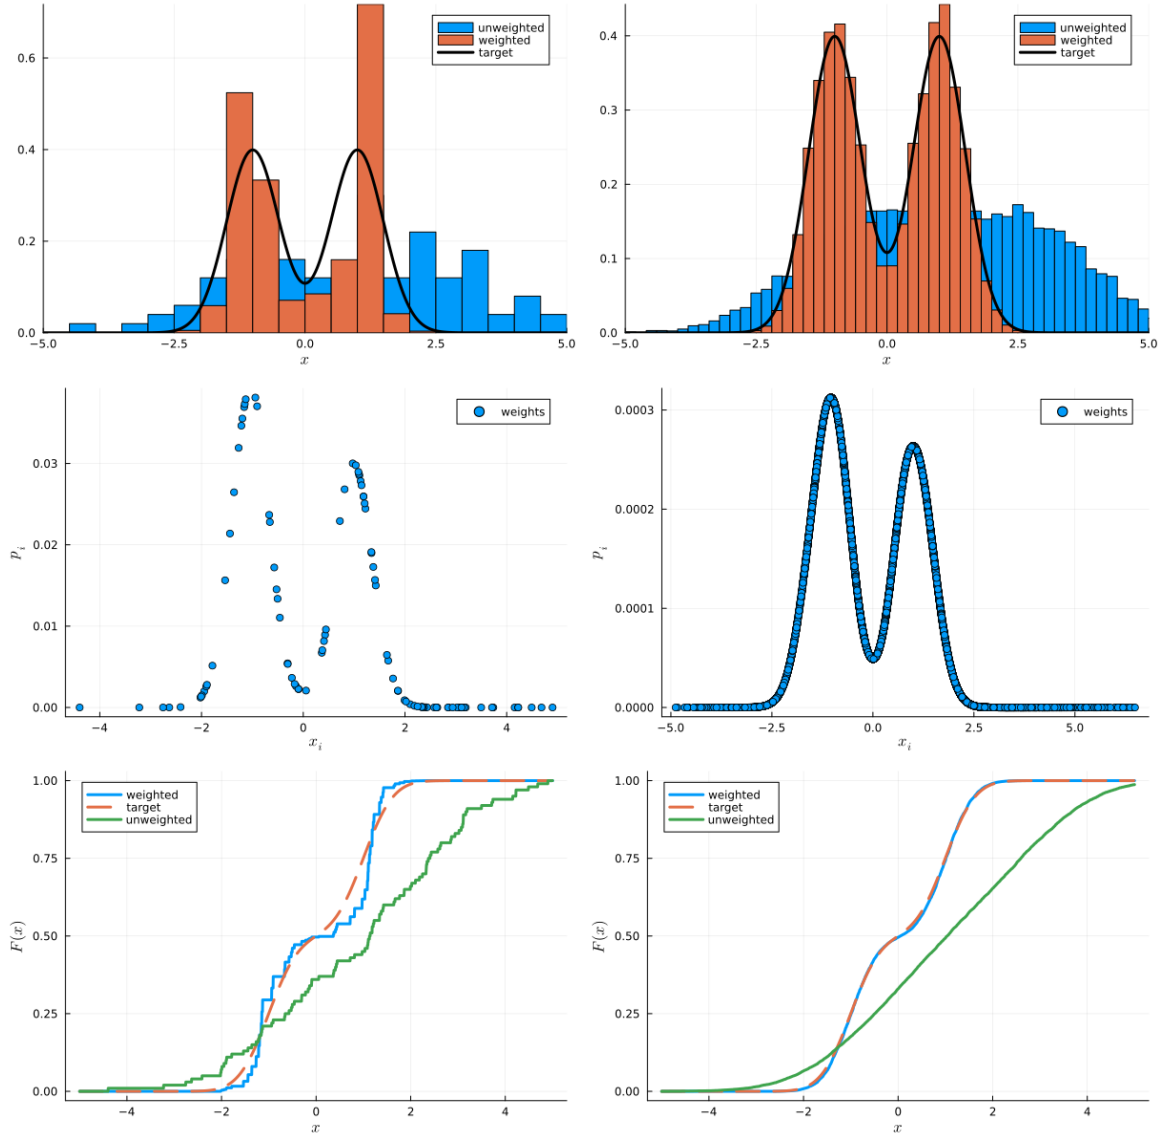 unweighted
weighted
target
0.6
0.4
0.2
0.0
−5.0 −2.5 0.0 2.5 5.0
x
unweighted
weighted
target
0.4
0.3
0.2
0.1
0.0
−5.0 −2.5 0.0 2.5 5.0
x
weights
0.03
0.02
0.01
0.00
p_i
−4 −2 0 2 4
x_i
weights
0.0003
0.0002
0.0001
0.0000
p_i
−5.0 −2.5 0.0 2.5 5.0
x_i
weighted
target
unweighted
1.00
0.75
0.50
0.25
0.00
F(x)
−4 −2 0 2 4
x
weighted
target
unweighted
1.00
0.75
0.50
0.25
0.00
F(x)
−4 −2 0 2 4
x